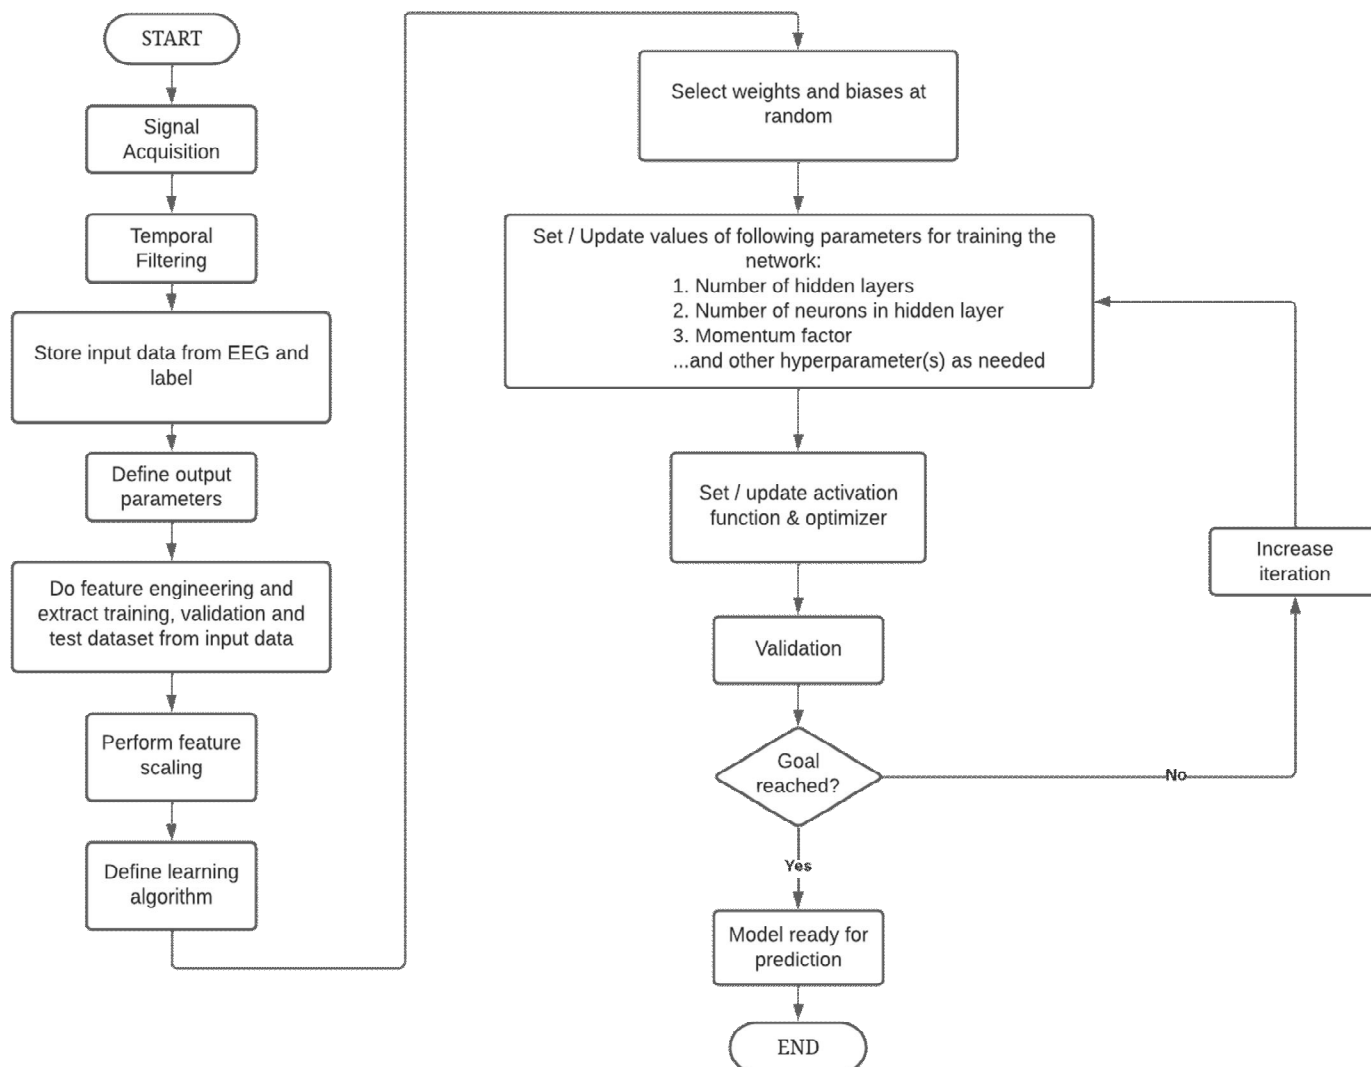 START
Signal
Acquisition
Temporal
Filtering
Store input data from EEG and
label
Define output
parameters
Do feature engineering and
extract training, validation and
test dataset from input data
Perform feature
scaling
Define learning
algorithm
Select weights and biases at
random
Set / Update values of following parameters for training the
network:
1. Number of hidden layers
2. Number of neurons in hidden layer
3. Momentum factor
...and other hyperparameter(s) as needed
Set / update activation
function & optimizer
Validation
Goal
reached?
No
Increase
iteration
Yes
Model ready for
prediction
END